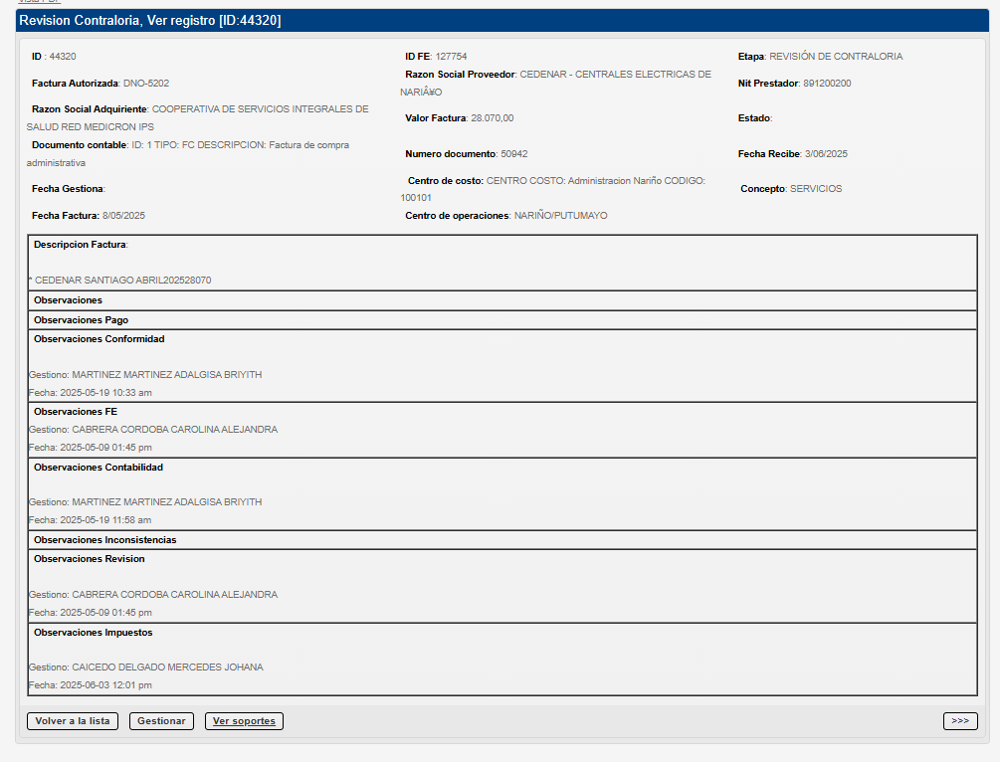 Vista PDF
Revision Contraloria, Ver registro [ID:44320]
ID : 44320
ID FE: 127754
Etapa: REVISIÓN DE CONTRALORIA
Factura Autorizada: DNO-5202
Razon Social Proveedor: CEDENAR - CENTRALES ELECTRICAS DE
NARIÃ¥O
Nit Prestador: 891200200
Razon Social Adquiriente: COOPERATIVA DE SERVICIOS INTEGRALES DE
SALUD RED MEDICRON IPS
Valor Factura: 28.070,00
Estado:
Documento contable: ID: 1 TIPO: FC DESCRIPCION: Factura de compra
administrativa
Numero documento: 50942
Fecha Recibe: 3/06/2025
Fecha Gestiona:
Centro de costo: CENTRO COSTO: Administracion Nariño CODIGO:
100101
Concepto: SERVICIOS
Fecha Factura: 8/05/2025
Centro de operaciones: NARIÑO/PUTUMAYO
Descripcion Factura:
* CEDENAR SANTIAGO ABRIL202528070
Observaciones
Observaciones Pago
Observaciones Conformidad
Gestiono: MARTINEZ MARTINEZ ADALGISA BRIYITH
Fecha: 2025-05-19 10:33 am
Observaciones FE
Gestiono: CABRERA CORDOBA CAROLINA ALEJANDRA
Fecha: 2025-05-09 01:45 pm
Observaciones Contabilidad
Gestiono: MARTINEZ MARTINEZ ADALGISA BRIYITH
Fecha: 2025-05-19 11:58 am
Observaciones Inconsistencias
Observaciones Revision
Gestiono: CABRERA CORDOBA CAROLINA ALEJANDRA
Fecha: 2025-05-09 01:45 pm
Observaciones Impuestos
Gestiono: CAICEDO DELGADO MERCEDES JOHANA
Fecha: 2025-06-03 12:01 pm
Volver a la lista
Gestionar
Ver soportes
>>>